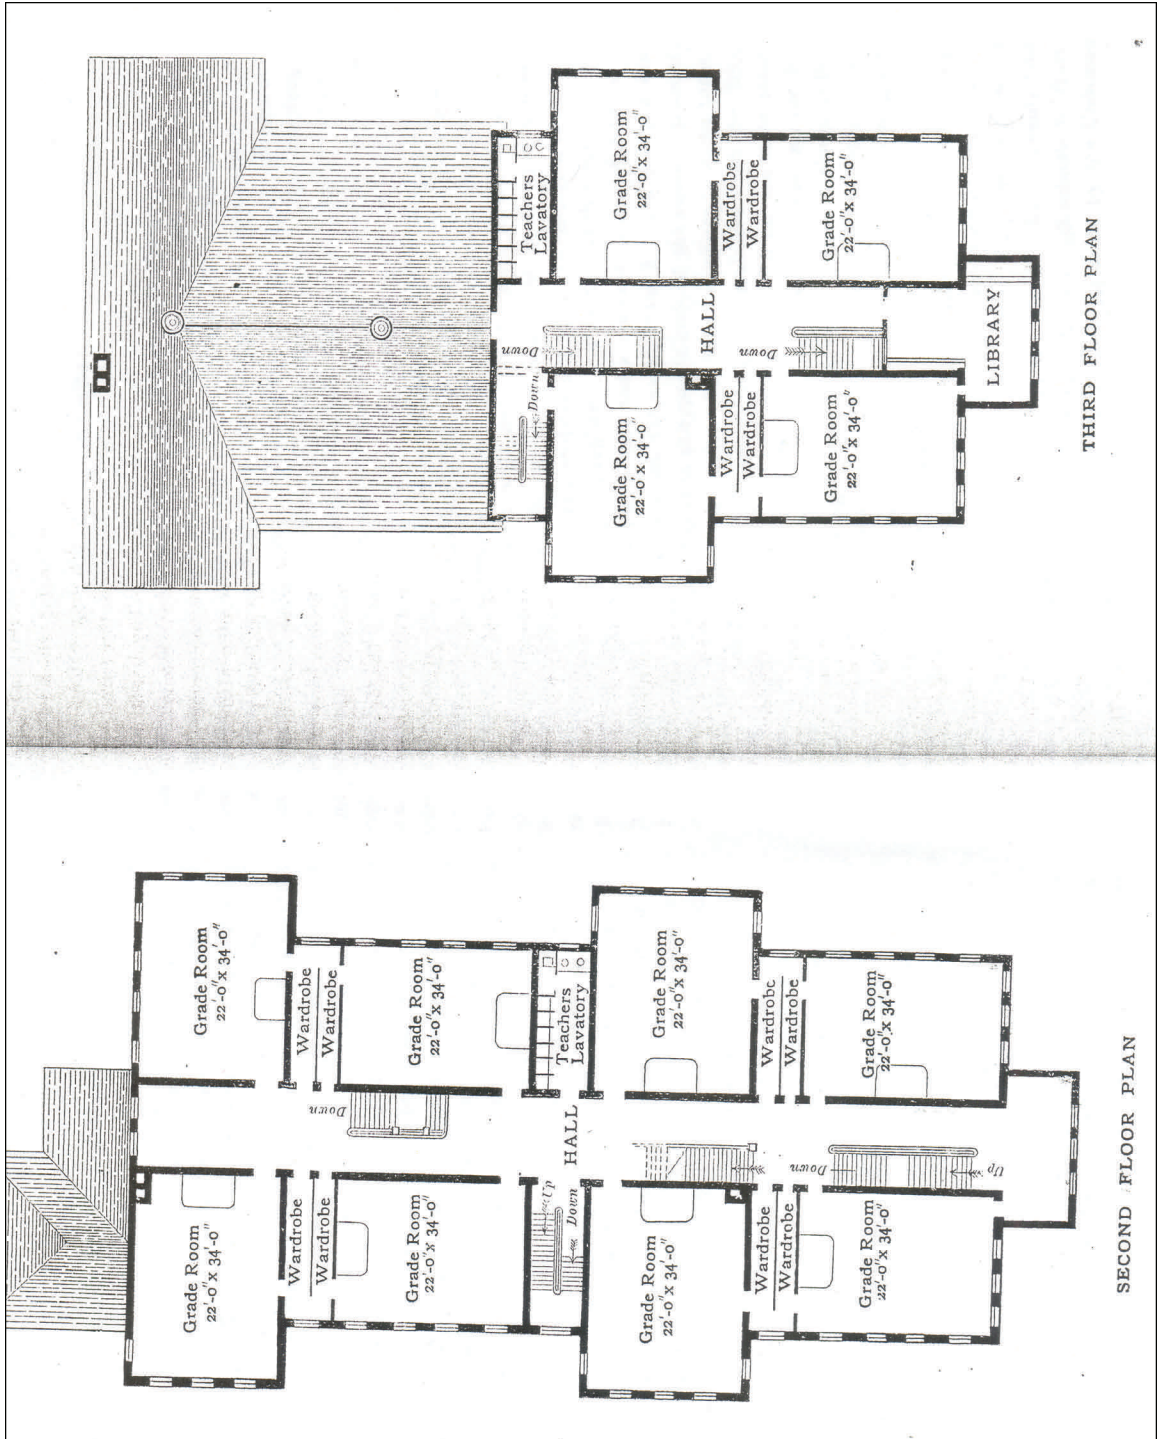 Grade Room
22'-0" X 34'-0"
Teachers
Lavatory
Wardrobe
Wardrobe
Grade Room
22'-0" X 34'-0"
HALL
Down
Down
Down
LIBRARY
Grade Room
22'-0' X 34'-0"
Wardrobe
Wardrobe
Grade Room
22'-0" X 34'-0"
THIRD FLOOR PLAN
Grade Room
22'-0" X 34'-0"
Wardrobe
Wardrobe
Grade Room
22'-0" X 34'-0"
Teachers
Lavatory
Grade Room
22'-0" X 34'-0"
Wardrobe
Wardrobe
Grade Room
22'-0" X 34'-0"
Down
HALL
Up
Down
Down
Up
Grade Room
22'-0" X 34'-0"
Wardrobe
Wardrobe
Grade Room
22'-0" X 34'-0"
Grade Room
22'-0" X 34'-0"
Wardrobe
Wardrobe
Grade Room
22'-0" X 34'-0"
SECOND FLOOR PLAN